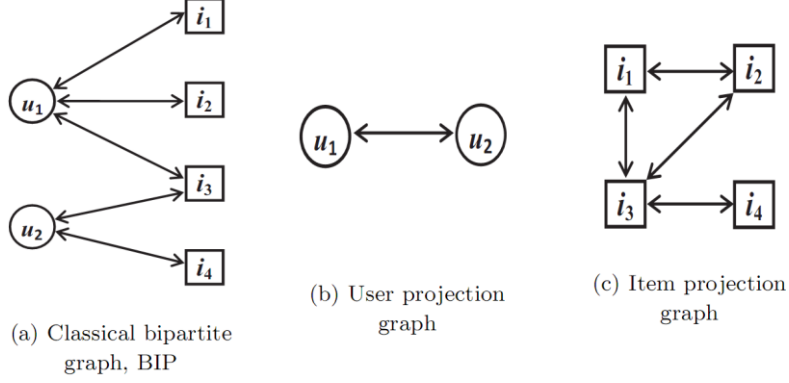 i1
u1
i2
i3
u2
i4
(a) Classical bipartite
graph, BIP
u1 u2
(b) User projection
graph
i1 i2
i3 i4
(c) Item projection
graph